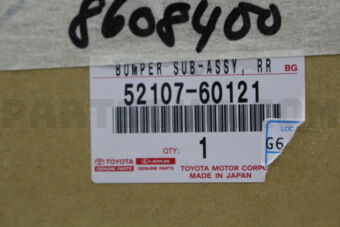 8608400
BUMPER SUB-ASSY, RR BG
52107-60121
QTY: 1
LOC
G6
TOYOTA LEXUS
GENUINE PARTS GENUINE PARTS
TOYOTA MOTOR CORPO
MADE IN JAPAN